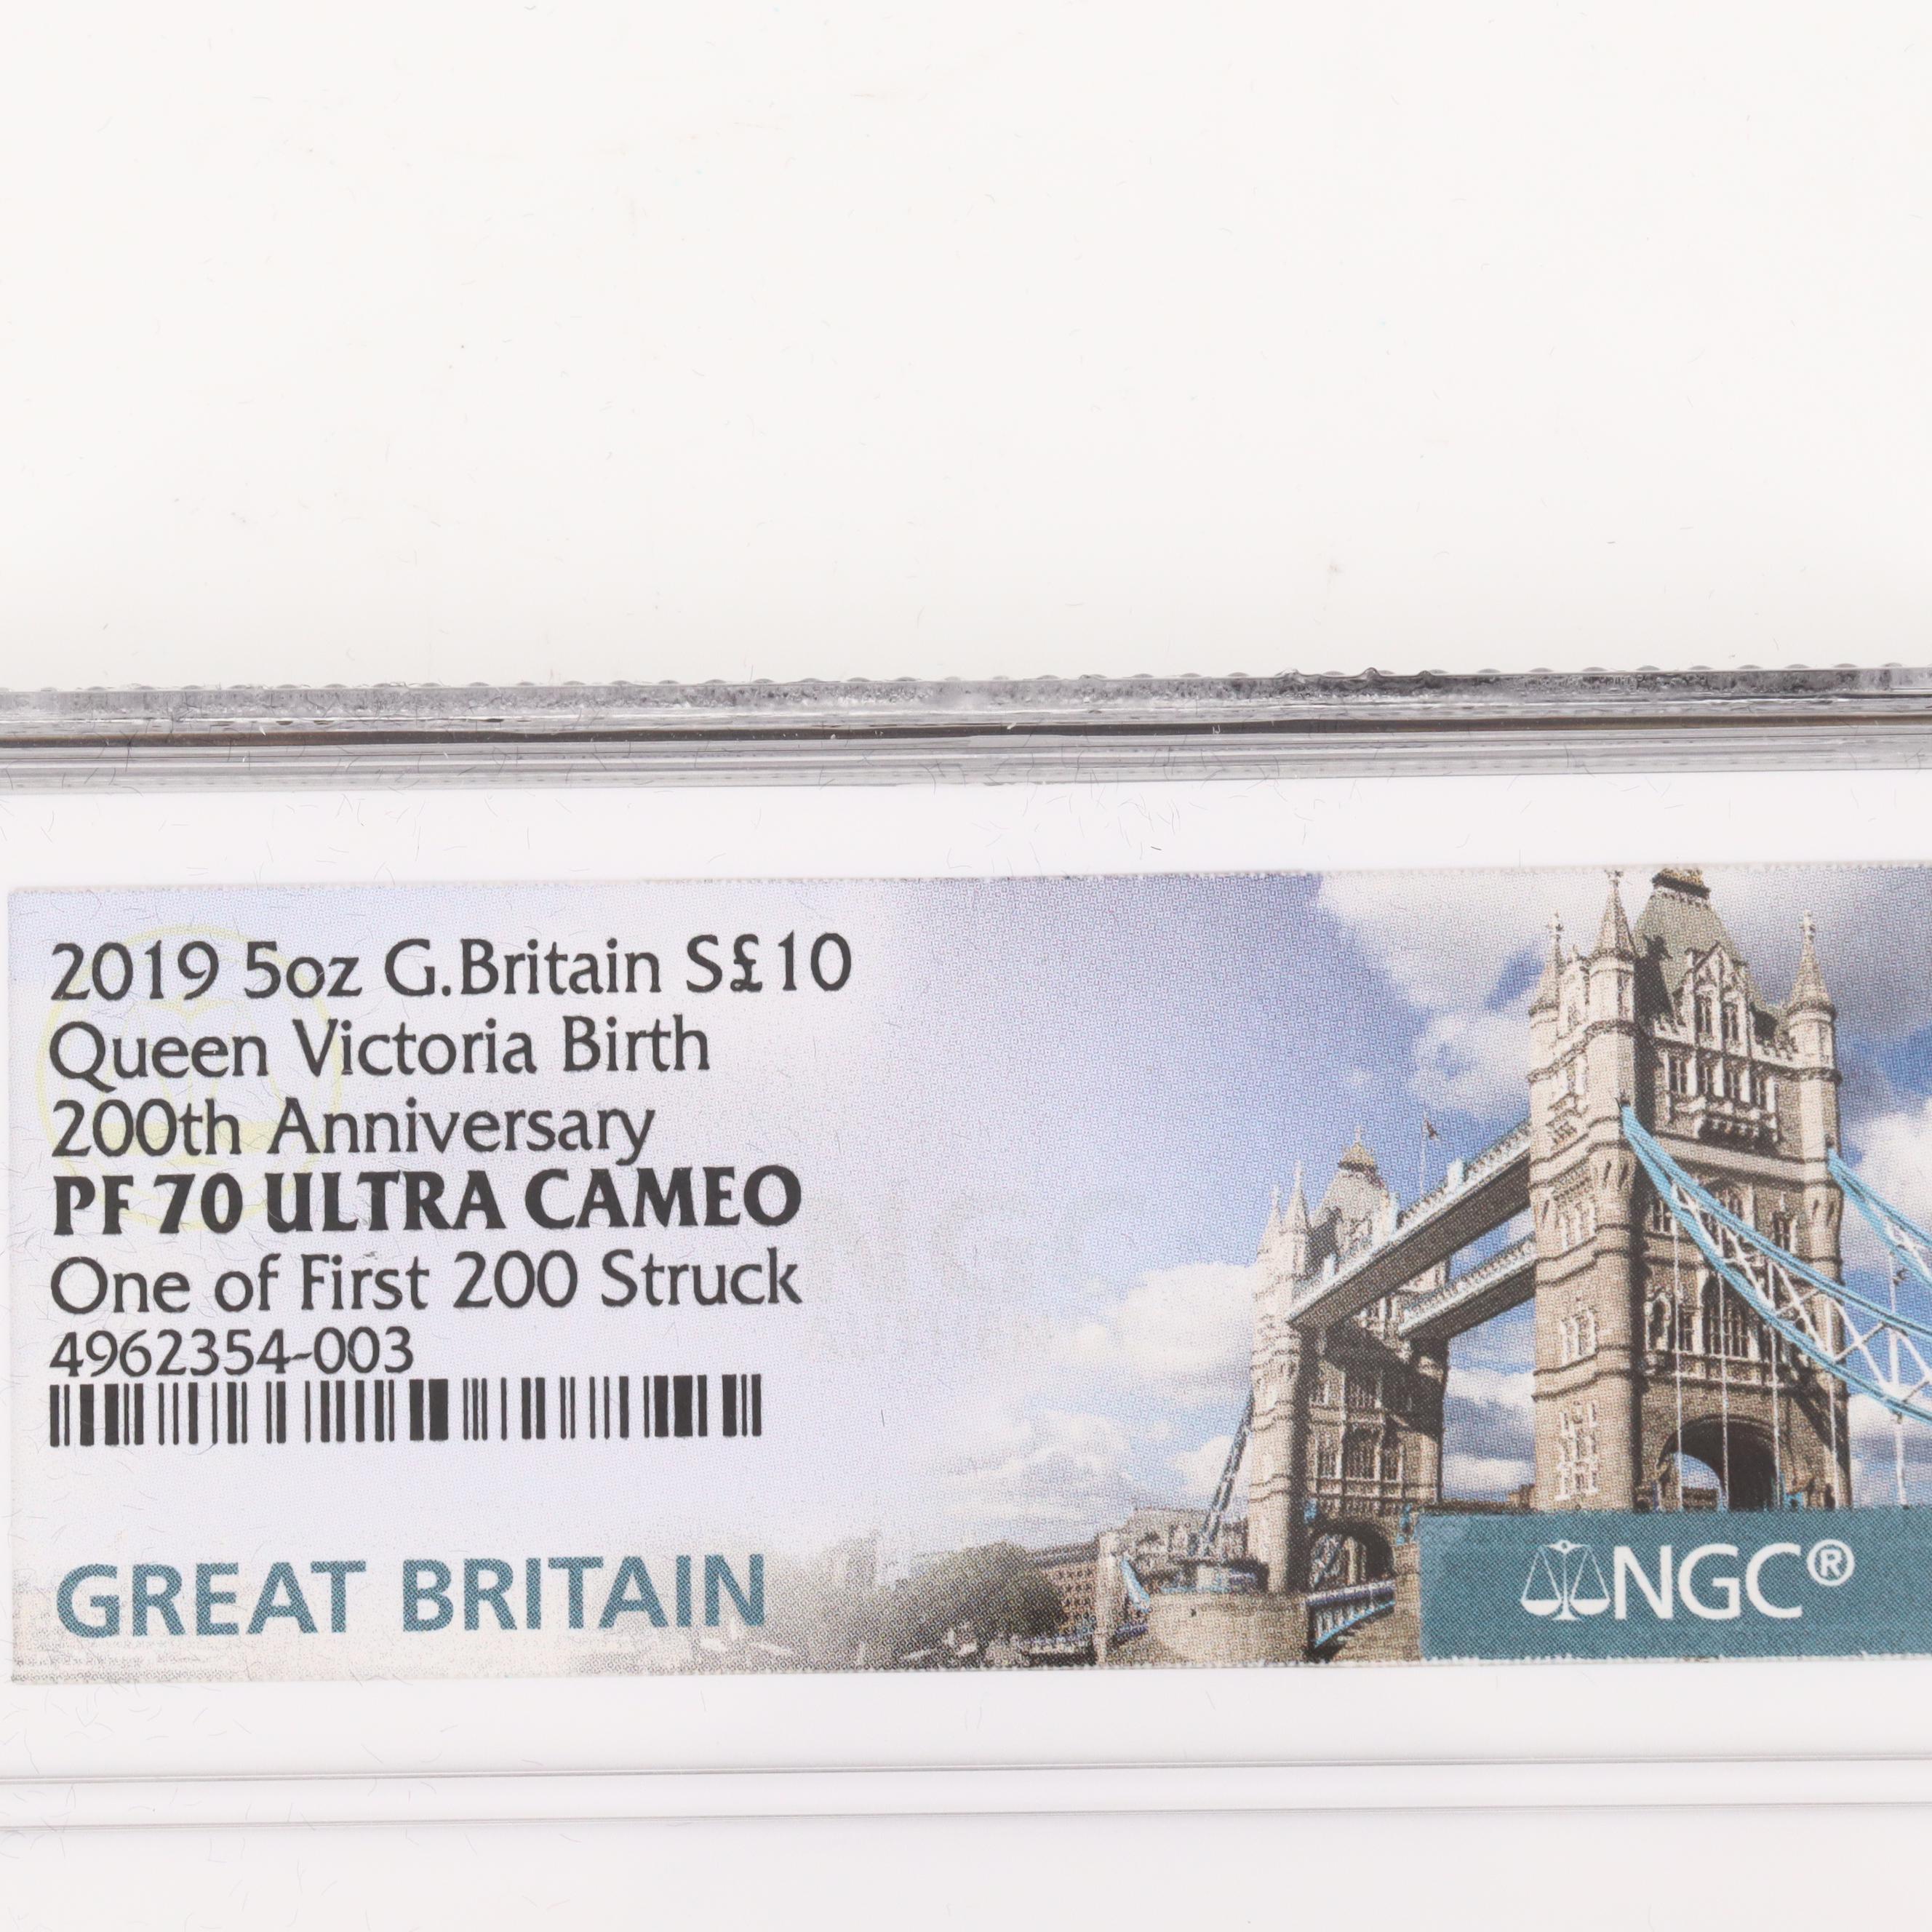 2019 5oz G.Britain S£10
Queen Victoria Birth
200th Anniversary
PF 70 ULTRA CAMEO
One of First 200 Struck
4962354-003
GREAT BRITAIN
NGC®